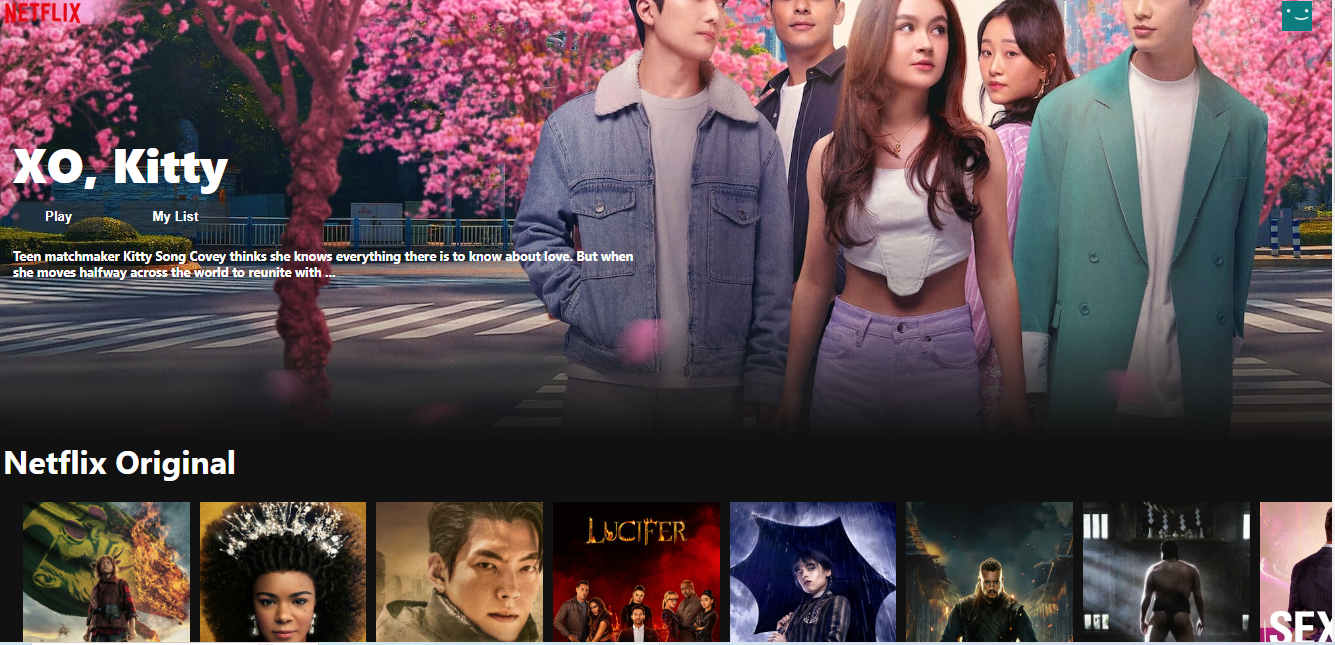 NETFLIX
XO, Kitty
Play
My List
Teen matchmaker Kitty Song Covey thinks she knows everything there is to know about love. But when
she moves halfway across the world to reunite with ...
Netflix Original
LUCIFER
SEX